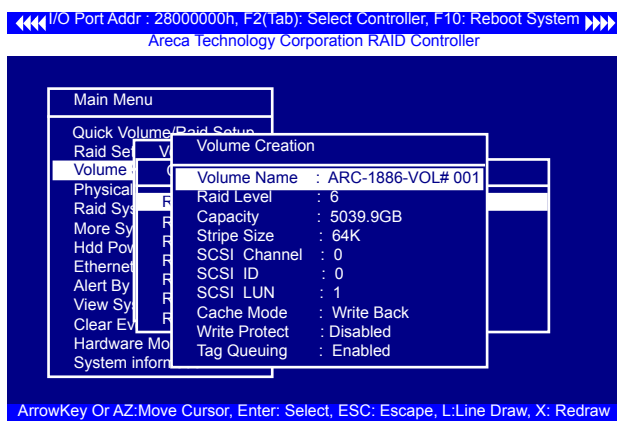 I/O Port Addr : 28000000h, F2(Tab): Select Controller, F10: Reboot System
Areca Technology Corporation RAID Controller
Main Menu
Quick Volume/Raid Setup
Raid Set
Volume
Physical
Raid Sys
More Sy
Hdd Pow
Ethernet
Alert By
View Sy
Clear Ev
Hardware Mo
System inform
Volume Creation
Volume Name : ARC-1886-VOL# 001
Raid Level : 6
Capacity : 5039.9GB
Stripe Size : 64K
SCSI Channel : 0
SCSI ID : 0
SCSI LUN : 1
Cache Mode : Write Back
Write Protect : Disabled
Tag Queuing : Enabled
ArrowKey Or AZ:Move Cursor, Enter: Select, ESC: Escape, L:Line Draw, X: Redraw